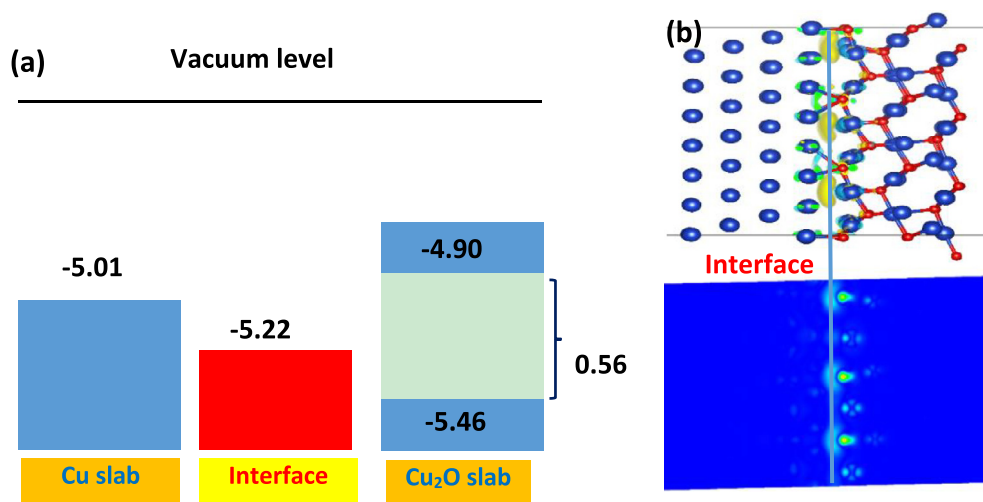 (a)
Vacuum level
-5.01
-5.22
-4.90
0.56
-5.46
Cu slab
Interface
Cu₂O slab
(b)
Interface